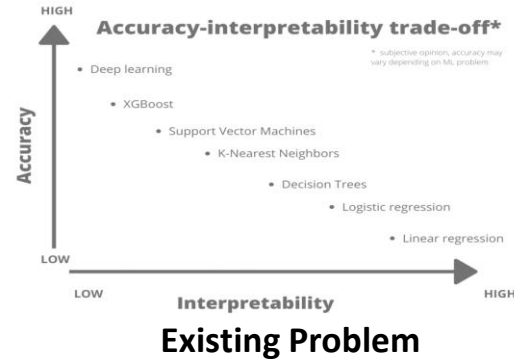 HIGH
Accuracy-interpretability trade-off*
* subjective opinion, accuracy may
vary depending on ML problem
• Deep learning
• XGBoost
• Support Vector Machines
• K-Nearest Neighbors
• Decision Trees
• Logistic regression
• Linear regression
Accuracy
LOW
LOW
Interpretability
HIGH
Existing Problem